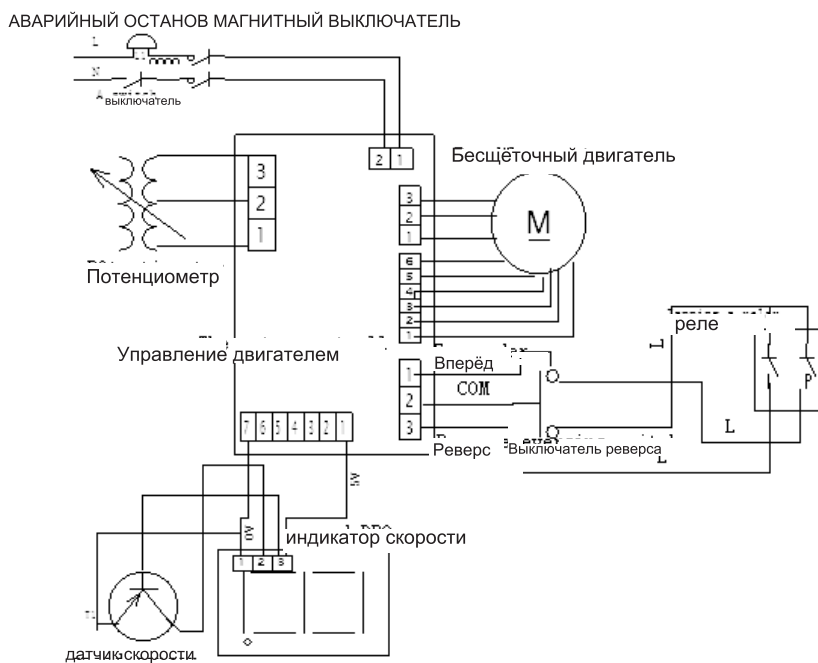 АВАРИЙНЫЙ ОСТАНОВ МАГНИТНЫЙ ВЫКЛЮЧАТЕЛЬ
L
N
выключатель
2 1
Бесщёточный двигатель
3
2
1
3
2
1
M
6
5
4
3
2
1
Потенциометр
реле
L
Управление двигателем
Вперёд
1
COM
2
3
P
L
7 6 5 4 3 2 1
Реверс
Выключатель реверса
L
5V
0V
индикатор скорости
1 2 3
датчик скорости